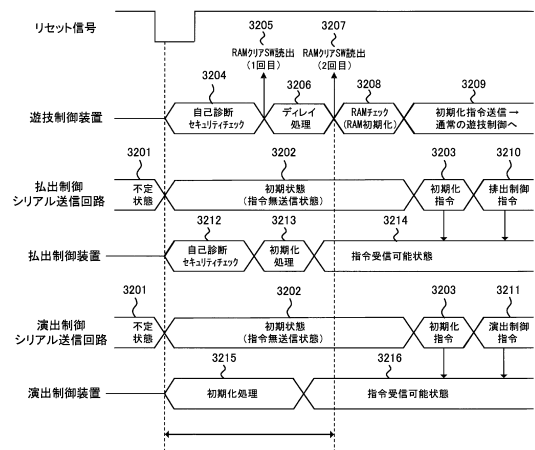 リセット信号
3205
3207
RAMクリアSW読出
(1回目)
RAMクリアSW読出
(2回目)
3204
3206
3208
3209
遊技制御装置
自己診断
セキュリティチェック
ディレイ
処理
RAMチェック
(RAM初期化)
初期化指令送信→
通常の遊技制御へ
3201
3202
3203
3210
払出制御
シリアル送信回路
不定
状態
初期状態
(指令無送信状態)
初期化
指令
排出制御
指令
3212
3213
3214
払出制御装置
自己診断
セキュリティチェック
初期化
処理
指令受信可能状態
3201
3202
3203
3211
演出制御
シリアル送信回路
不定
状態
初期状態
(指令無送信状態)
初期化
指令
演出制御
指令
3215
3216
演出制御装置
初期化処理
指令受信可能状態